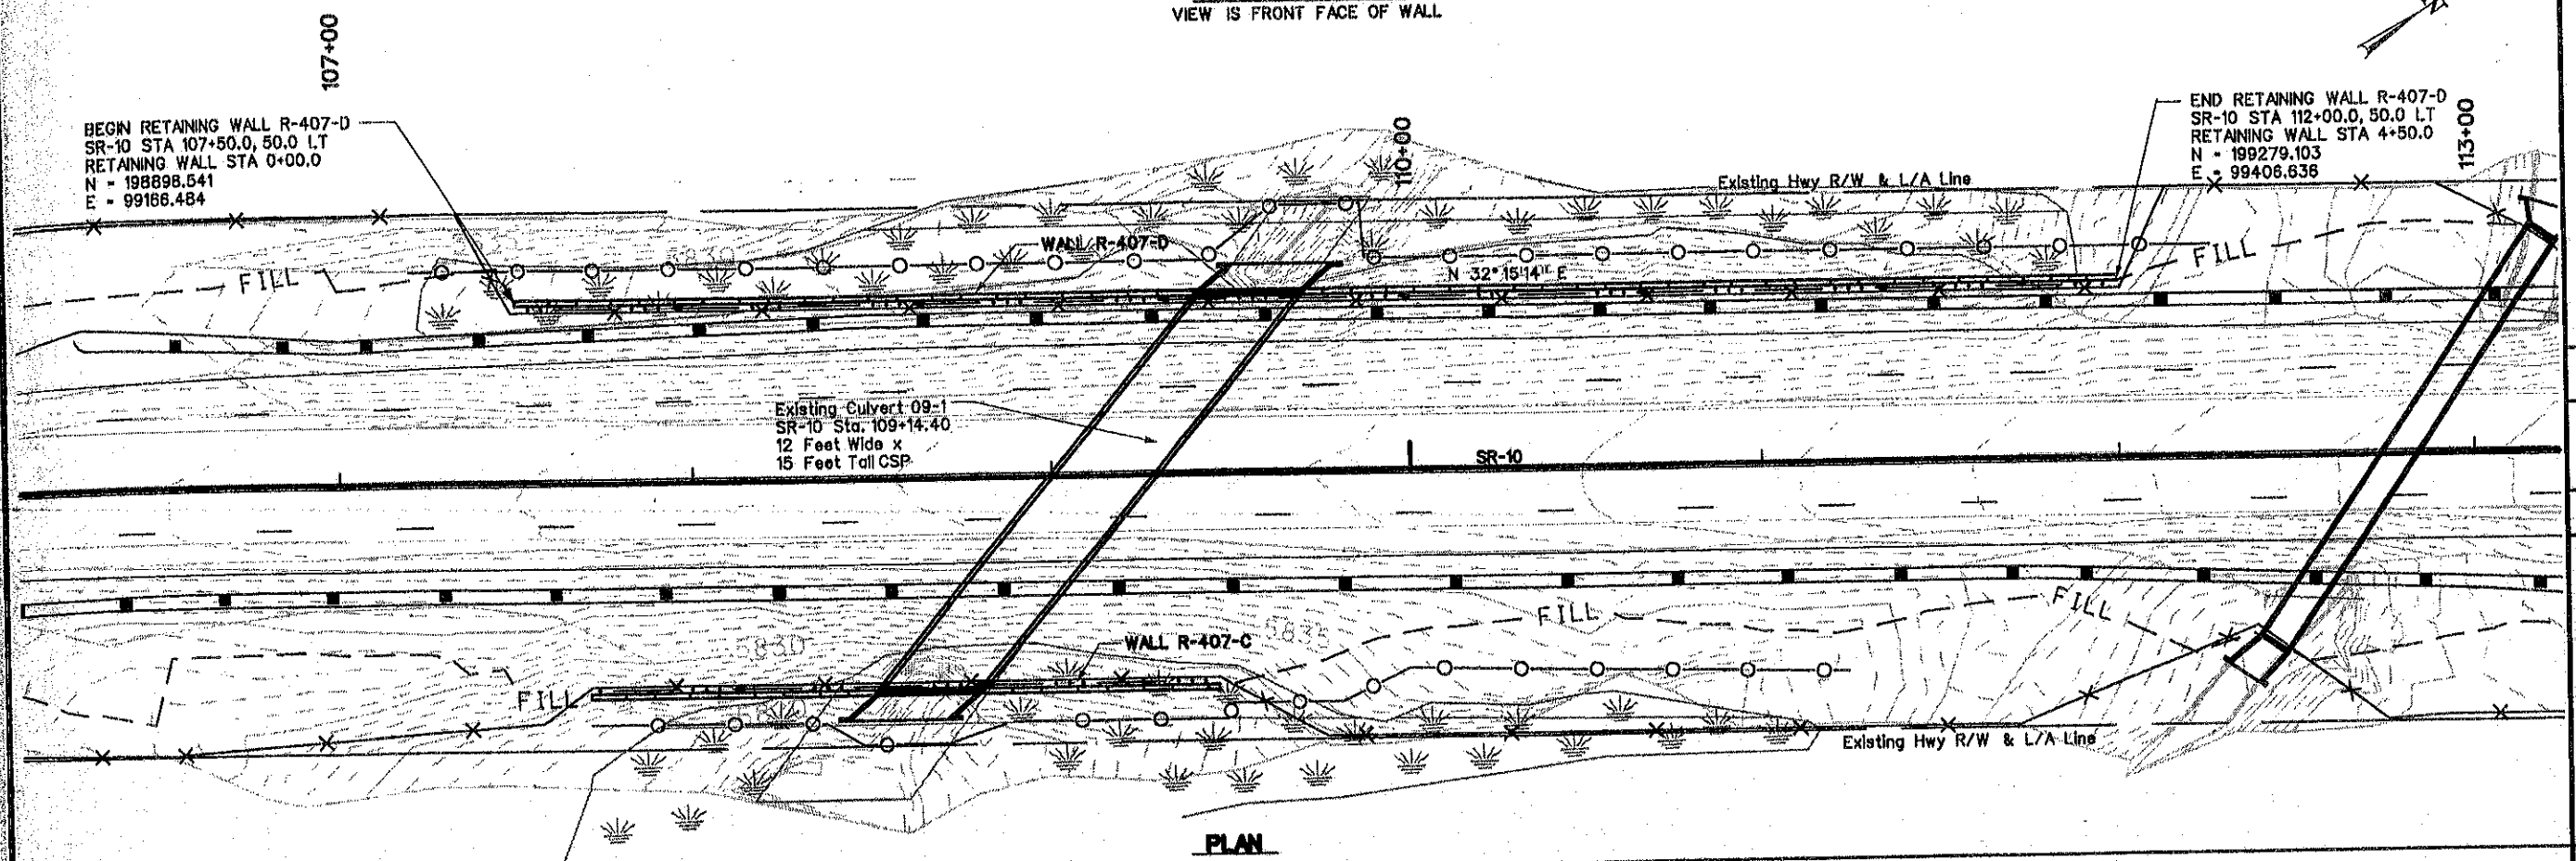 VIEW IS FRONT FACE OF WALL
107+00
BEGIN RETAINING WALL R-407-D
SR-10 STA 107+50.0, 50.0 LT
RETAINING WALL STA 0+00.0
N = 198898.541
E = 99166.484
110+00
END RETAINING WALL R-407-D
SR-10 STA 112+00.0, 50.0 LT
RETAINING WALL STA 4+50.0
N = 199279.103
E = 99406.636
113+00
Existing Hwy R/W & L/A Line
WALL R-407-D
FILL
N 32° 15'14" E
FILL
Existing Culvert 09-1
SR-10 Sta. 109+14.40
12 Feet Wide x
15 Feet Tall CSP
SR-10
FILL
FILL
5830
WALL R-407-C
5835
FILL
Existing Hwy R/W & L/A Line
PLAN